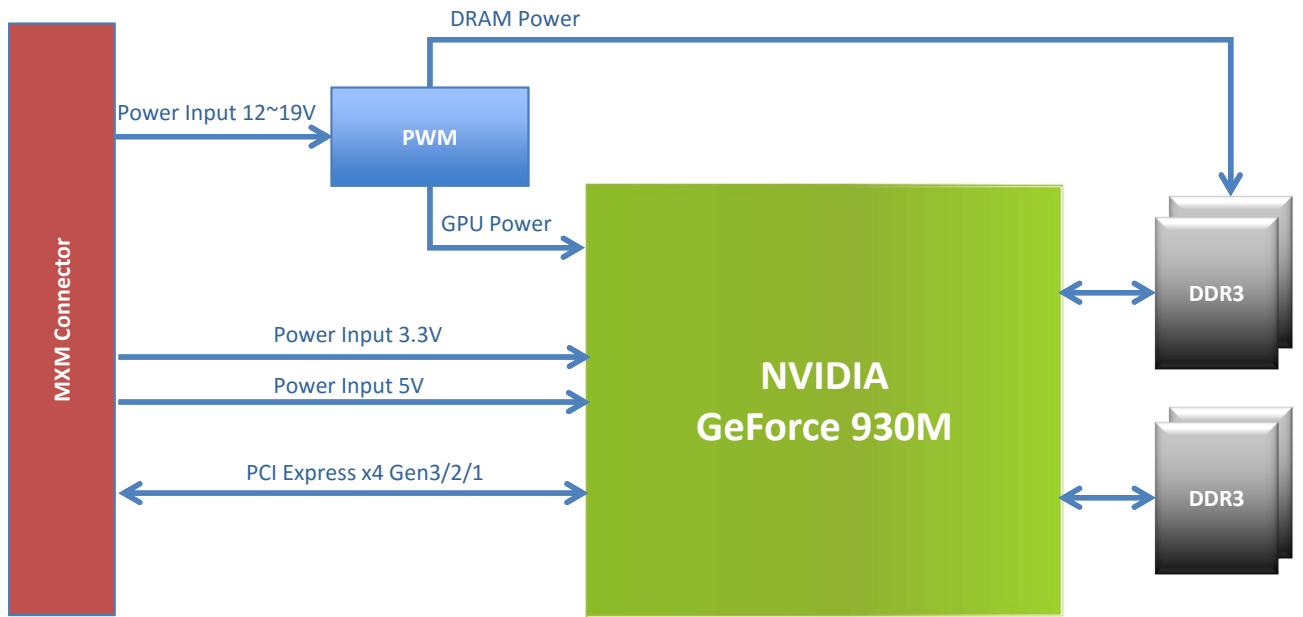 DRAM Power
Power Input 12~19V
PWM
GPU Power
MXM Connector
DDR3
Power Input 3.3V
NVIDIA
GeForce 930M
Power Input 5V
PCI Express x4 Gen3/2/1
DDR3